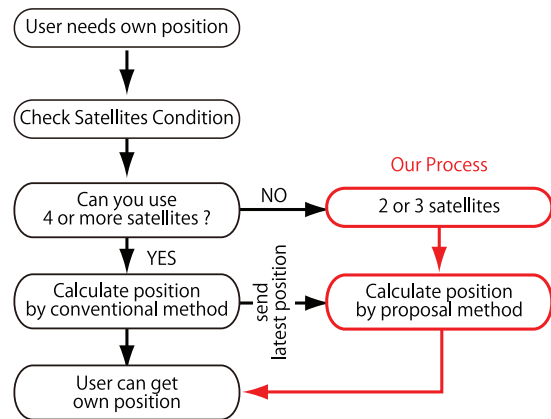 User needs own position
Check Satellites Condition
Our Process
Can you use
4 or more satellites ?
NO
2 or 3 satellites
YES
Calculate position
by conventional method
send
latest position
Calculate position
by proposal method
User can get
own position